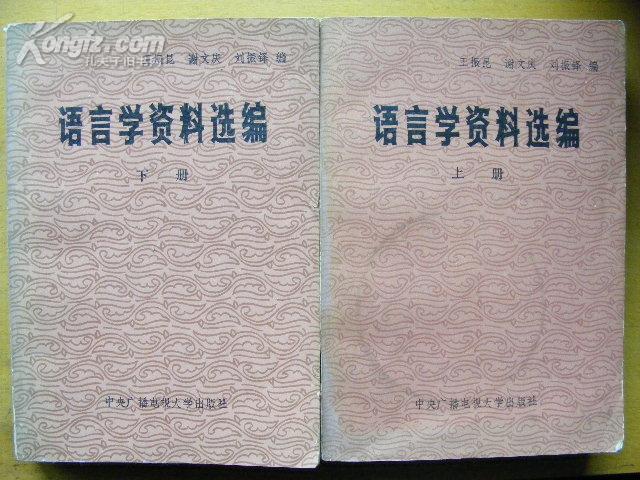 Kongfz.com
孔夫子旧书网
王振昆 谢文庆 刘振铎 编
语言学资料选编
下 册
中央广播电视大学出版社
王振昆 谢文庆 刘振铎 编
语言学资料选编
上 册
中央广播电视大学出版社